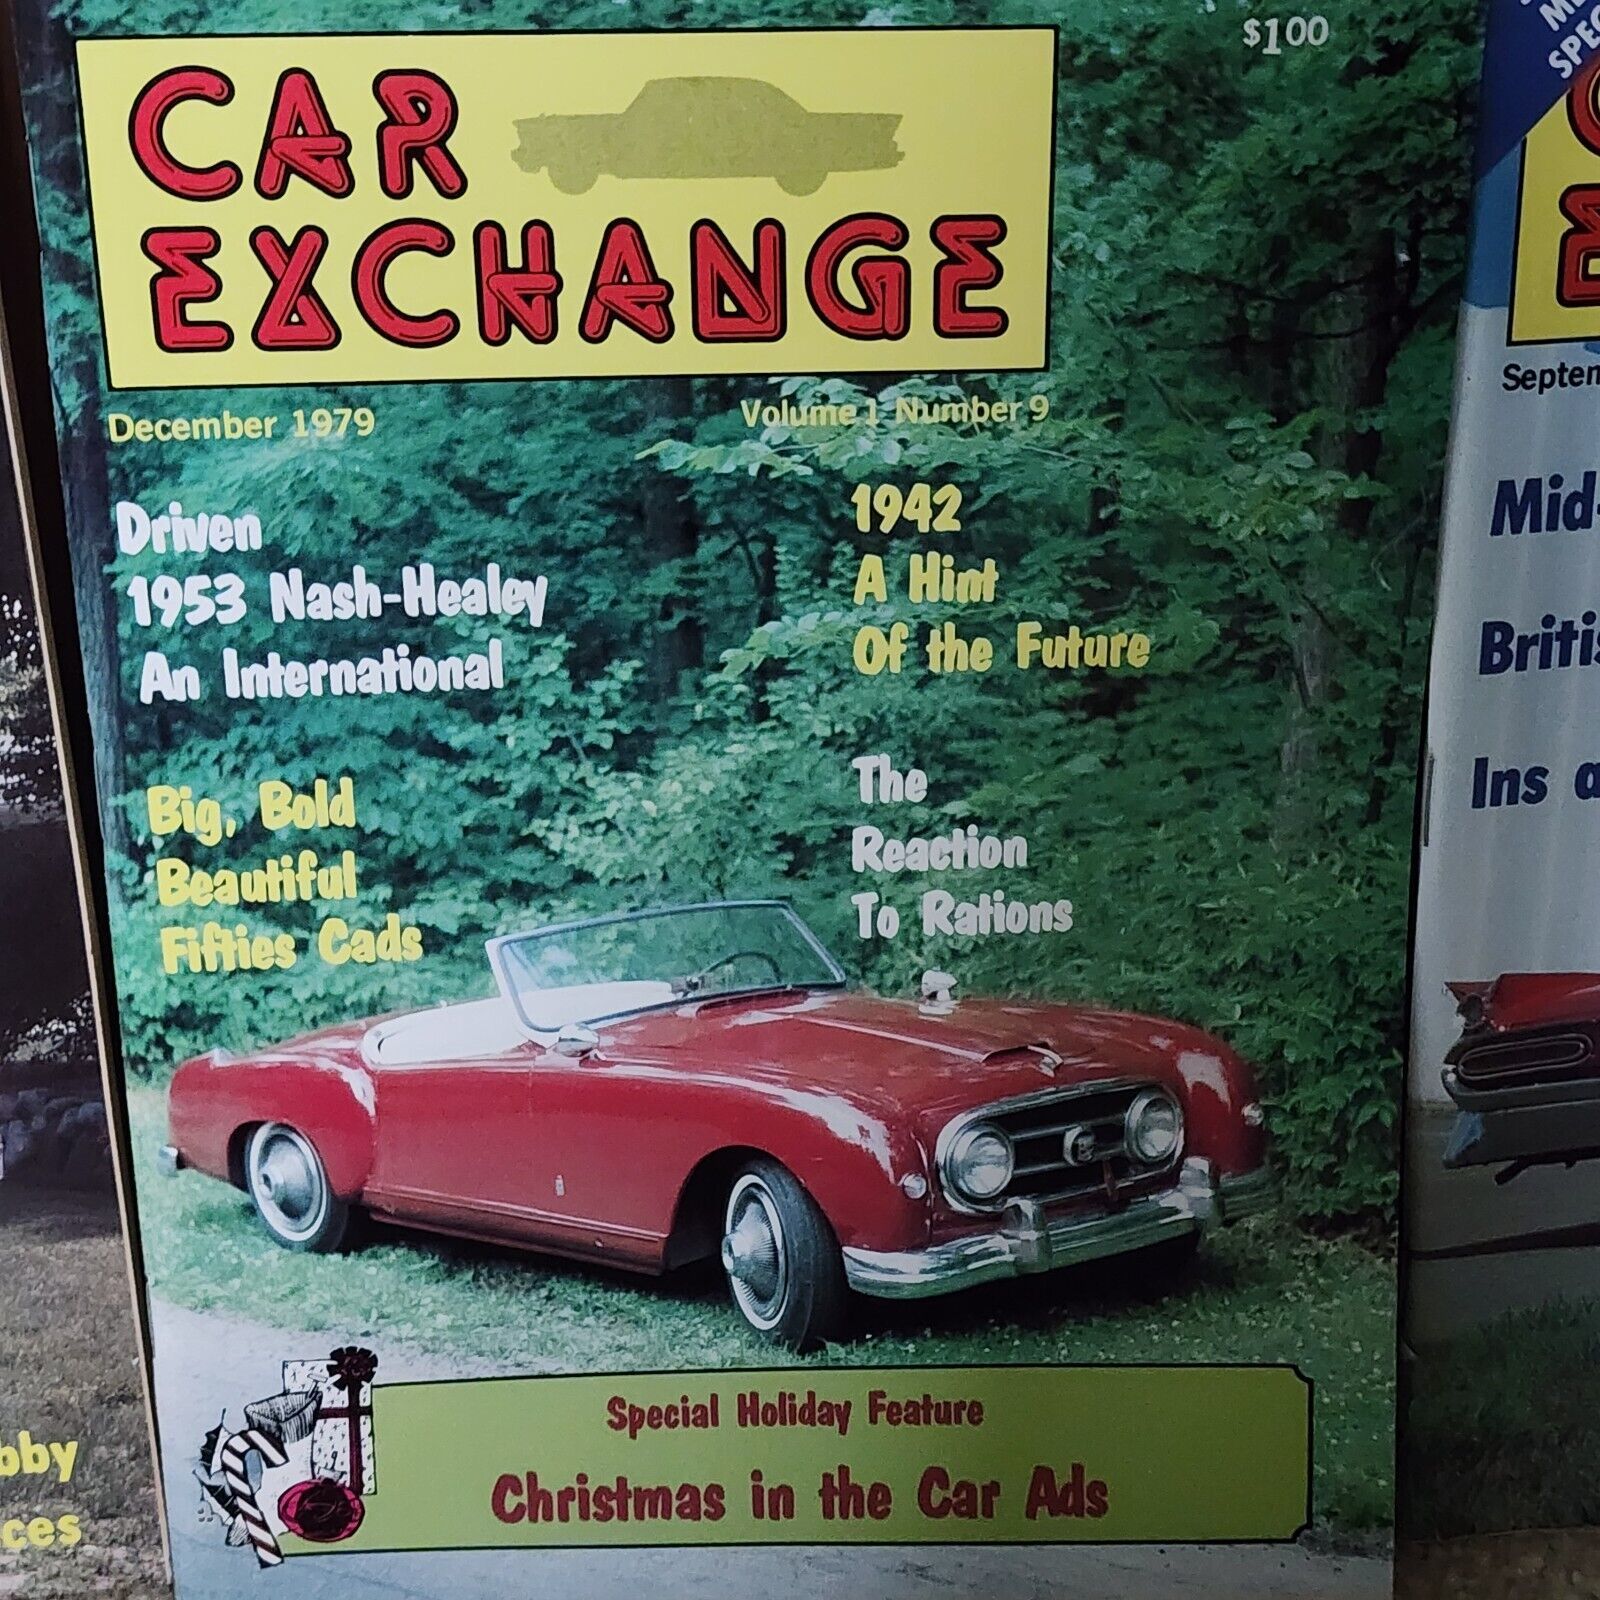 $1.00
CAR
EXCHANGE
December 1979
Volume 1 Number 9
Driven
1953 Nash-Healey
An International
1942
A Hint
Of the Future
Big, Bold
Beautiful
Fifties Cads
The
Reaction
To Rations
Special Holiday Feature
Christmas in the Car Ads
bby
ces
Septem
Mid-
Britis
Ins a